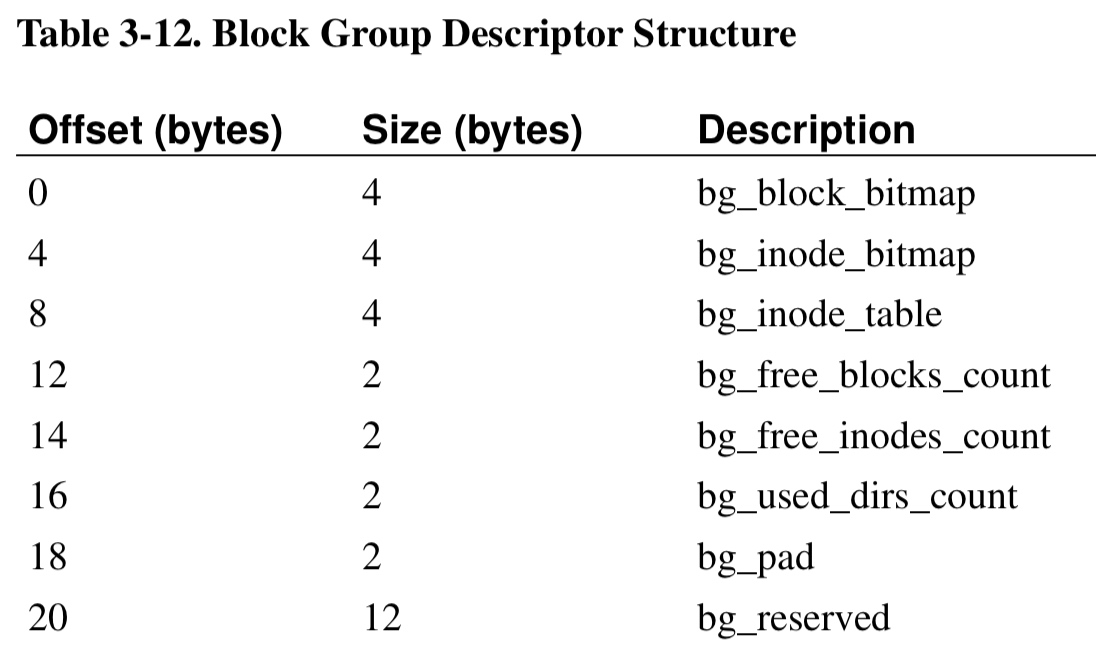 Table 3-12. Block Group Descriptor Structure
Offset (bytes) Size (bytes) Description
0 4 bg_block_bitmap
4 4 bg_inode_bitmap
8 4 bg_inode_table
12 2 bg_free_blocks_count
14 2 bg_free_inodes_count
16 2 bg_used_dirs_count
18 2 bg_pad
20 12 bg_reserved